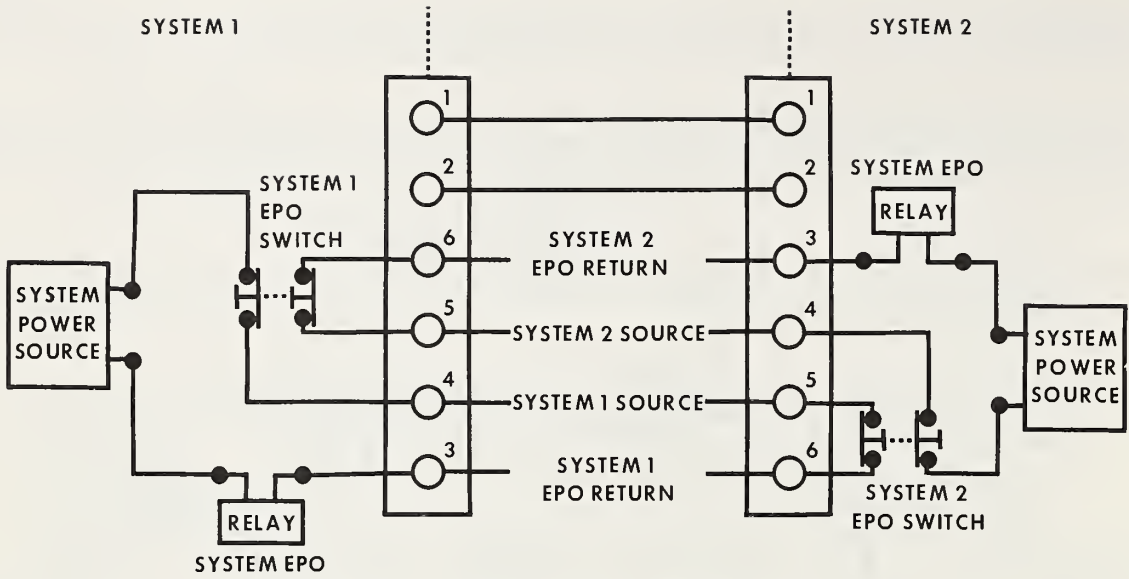 SYSTEM 1
SYSTEM 2
1
1
2
2
SYSTEM 1
EPO
SWITCH
SYSTEM EPO
RELAY
6
SYSTEM 2
EPO RETURN
3
SYSTEM
POWER
SOURCE
5
SYSTEM 2 SOURCE
4
SYSTEM
POWER
SOURCE
4
SYSTEM 1 SOURCE
5
3
SYSTEM 1
EPO RETURN
6
SYSTEM 2
EPO SWITCH
RELAY
SYSTEM EPO